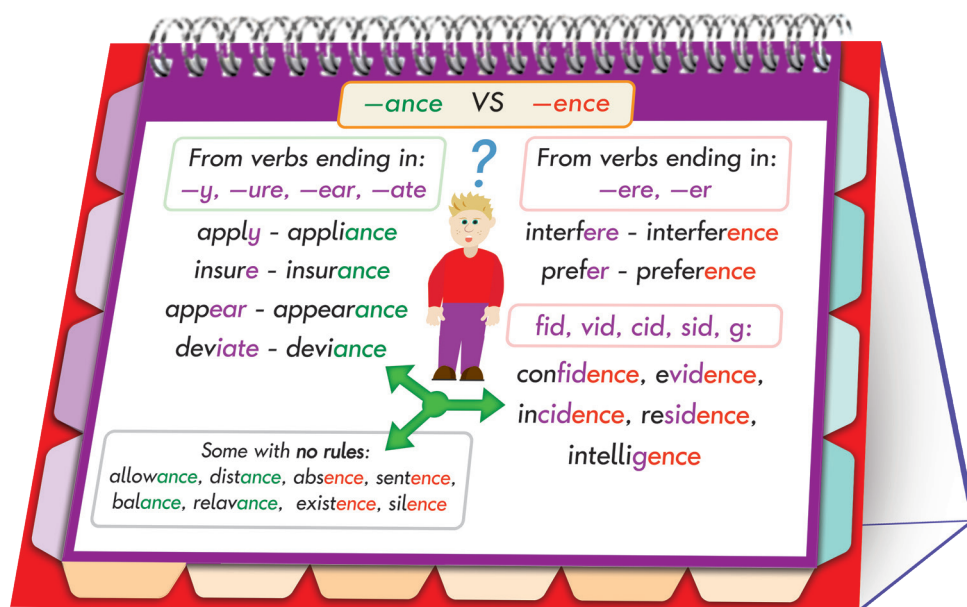 –ance VS –ence
From verbs ending in:
–y, –ure, –ear, –ate
apply - appliance
insure - insurance
appear - appearance
deviate - deviance
?
From verbs ending in:
–ere, –er
interfere - interference
prefer - preference
fid, vid, cid, sid, g:
confidence, evidence,
incidence, residence,
intelligence
Some with no rules:
allowance, distance, absence, sentence,
balance, relavance, existence, silence